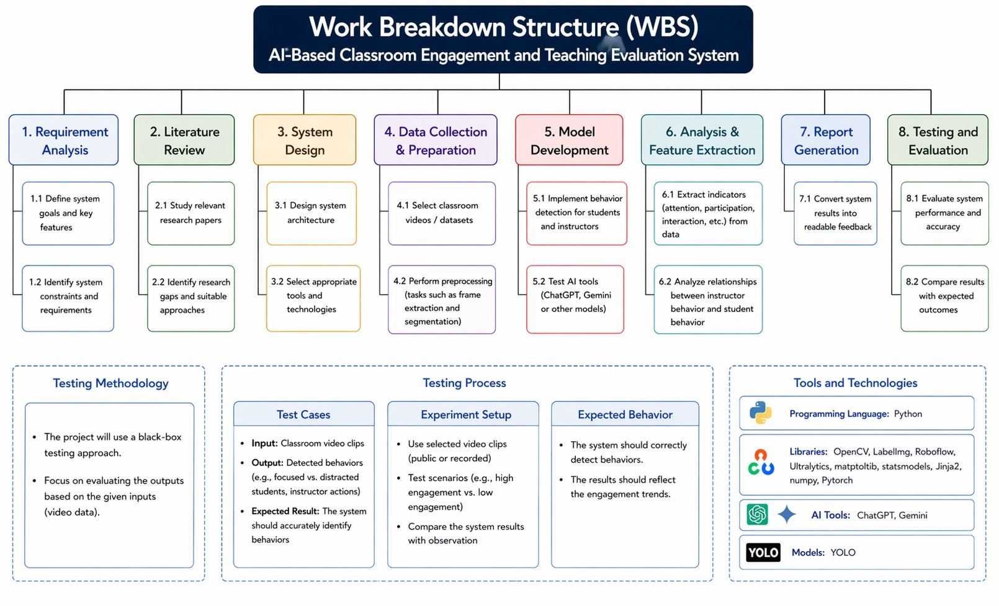 Work Breakdown Structure (WBS)
AI-Based Classroom Engagement and Teaching Evaluation System
1. Requirement
Analysis
2. Literature
Review
3. System
Design
4. Data Collection
& Preparation
5. Model
Development
6. Analysis &
Feature Extraction
7. Report
Generation
8. Testing and
Evaluation
1.1 Define system
goals and key
features
2.1 Study relevant
research papers
3.1 Design system
architecture
4.1 Select classroom
videos / datasets
5.1 Implement behavior
detection for students
and instructors
6.1 Extract indicators
(attention, participation,
interaction, etc.) from
data
7.1 Convert system
results into
readable feedback
8.1 Evaluate system
performance and
accuracy
1.2 Identify system
constraints and
requirements
2.2 Identify research
gaps and suitable
approaches
3.2 Select appropriate
tools and
technologies
4.2 Perform preprocessing
(tasks such as frame
extraction and
segmentation)
5.2 Test AI tools
(ChatGPT, Gemini
or other models)
6.2 Analyze relationships
between instructor
behavior and student
behavior
8.2 Compare results
with expected
outcomes
Testing Methodology
• The project will use a black-box
testing approach.
• Focus on evaluating the outputs
based on the given inputs
(video data).
Testing Process
Test Cases
• Input: Classroom video clips
• Output: Detected behaviors
(e.g., focused vs. distracted
students, instructor actions)
• Expected Result: The system
should accurately identify
behaviors
Experiment Setup
• Use selected video clips
(public or recorded)
• Test scenarios (e.g., high
engagement vs. low
engagement)
• Compare the system results
with observation
Expected Behavior
• The system should correctly
detect behaviors.
• The results should reflect
the engagement trends.
Tools and Technologies
Programming Language: Python
Libraries: OpenCV, LabelImg, Roboflow,
Ultralytics, matptoltib, statsmodels, Jinja2,
numpy, Pytorch
AI Tools: ChatGPT, Gemini
YOLO Models: YOLO